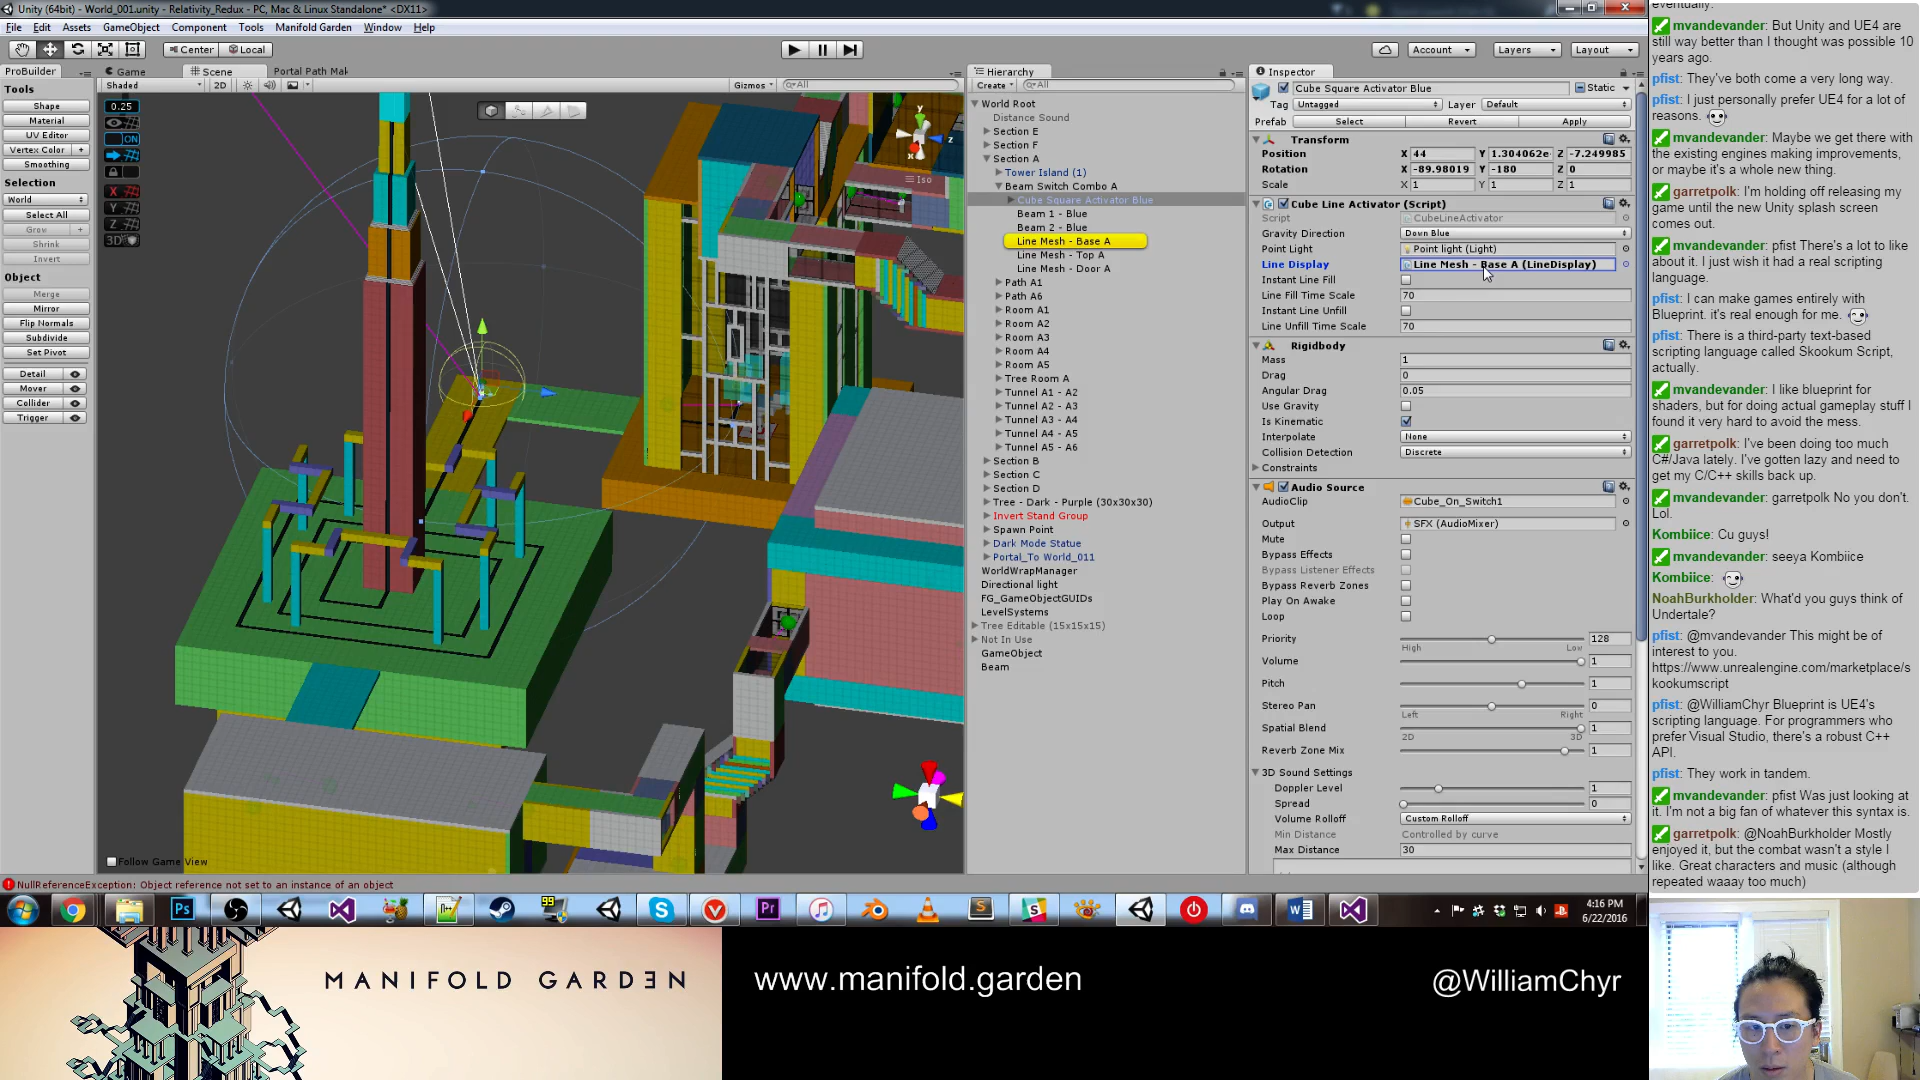 Unity (64bit) - World_001.unity - Relativity_Redux - PC, Mac & Linux Standalone* <DX11>
File Edit Assets GameObject Component Tools Manifold Garden Window Help
Center Local Account Layers Layout
ProBuilder
Tools
Shape
Material
UV Editor
Vertex Color +
Smoothing
Selection
World
Select All
Grow +
Shrink
Invert
Object
Merge
Mirror
Flip Normals
Subdivide
Set Pivot
Detail
Mover
Collider
Trigger
Game Scene Portal Path Mak
Shaded 2D Gizmos All
0.25
ON
X
Y
Z
3D
y
z
x
Iso
Follow Game View
Hierarchy
Create All
World Root
Distance Sound
Section E
Section F
Section A
Tower Island (1)
Beam Switch Combo A
Cube Square Activator Blue
Beam 1 - Blue
Beam 2 - Blue
Line Mesh - Base A
Line Mesh - Top A
Line Mesh - Door A
Path A1
Path A6
Room A1
Room A2
Room A3
Room A4
Room A5
Tree Room A
Tunnel A1 - A2
Tunnel A2 - A3
Tunnel A3 - A4
Tunnel A4 - A5
Tunnel A5 - A6
Section B
Section C
Section D
Tree - Dark - Purple (30x30x30)
Invert Stand Group
Spawn Point
Dark Mode Statue
Portal_To World_011
WorldWrapManager
Directional light
FG_GameObjectGUIDs
LevelSystems
Tree Editable (15x15x15)
Not In Use
GameObject
Beam
Inspector
Cube Square Activator Blue Static
Tag Untagged Layer Default
Prefab Select Revert Apply
Transform
Position X 44 Y 1.304062e Z -7.249985
Rotation X -89.98019 Y -180 Z 0
Scale X 1 Y 1 Z 1
Cube Line Activator (Script)
Script CubeLineActivator
Gravity Direction Down Blue
Point Light Point light (Light)
Line Display Line Mesh - Base A (LineDisplay)
Instant Line Fill
Line Fill Time Scale 70
Instant Line Unfill
Line Unfill Time Scale 70
Rigidbody
Mass 1
Drag 0
Angular Drag 0.05
Use Gravity
Is Kinematic
Interpolate None
Collision Detection Discrete
Constraints
Audio Source
AudioClip Cube_On_Switch1
Output SFX (AudioMixer)
Mute
Bypass Effects
Bypass Listener Effects
Bypass Reverb Zones
Play On Awake
Loop
Priority 128
High Low
Volume 1
Pitch 1
Stereo Pan 0
Left Right
Spatial Blend 1
2D 3D
Reverb Zone Mix 1
3D Sound Settings
Doppler Level 1
Spread 0
Volume Rolloff Custom Rolloff
Min Distance Controlled by curve
Max Distance 30
NullReferenceException: Object reference not set to an instance of an object
99
4:16 PM
6/22/2016
eventually.
mvandevander: But Unity and UE4 are
still way better than I thought was possible 10
years ago.
pfist: They've both come a very long way.
pfist: I just personally prefer UE4 for a lot of
reasons.
mvandevander: Maybe we get there with
the existing engines making improvements,
or maybe it's a whole new thing.
garretpolk: I'm holding off releasing my
game until the new Unity splash screen
comes out.
mvandevander: pfist There's a lot to like
about it. I just wish it had a real scripting
language.
pfist: I can make games entirely with
Blueprint. it's real enough for me.
pfist: There is a third-party text-based
scripting language called Skookum Script,
actually.
mvandevander: I like blueprint for
shaders, but for doing actual gameplay stuff I
found it very hard to avoid the mess.
garretpolk: I've been doing too much
C#/Java lately. I've gotten lazy and need to
get my C/C++ skills back up.
mvandevander: garretpolk No you don't.
Lol.
Kombiice: Cu guys!
mvandevander: seeya Kombiice
Kombiice:
NoahBurkholder: What'd you guys think of
Undertale?
pfist: @mvandevander This might be of
interest to you.
https://www.unrealengine.com/marketplace/s
kookumscript
pfist: @WilliamChyr Blueprint is UE4's
scripting language. For programmers who
prefer Visual Studio, there's a robust C++
API.
pfist: They work in tandem.
mvandevander: pfist Was just looking at
it. I'm not a big fan of whatever this syntax is.
garretpolk: @NoahBurkholder Mostly
enjoyed it, but the combat wasn't a style I
like. Great characters and music (although
repeated waaay too much)
MANIFOLD GARDƎN
www.manifold.garden
@WilliamChyr